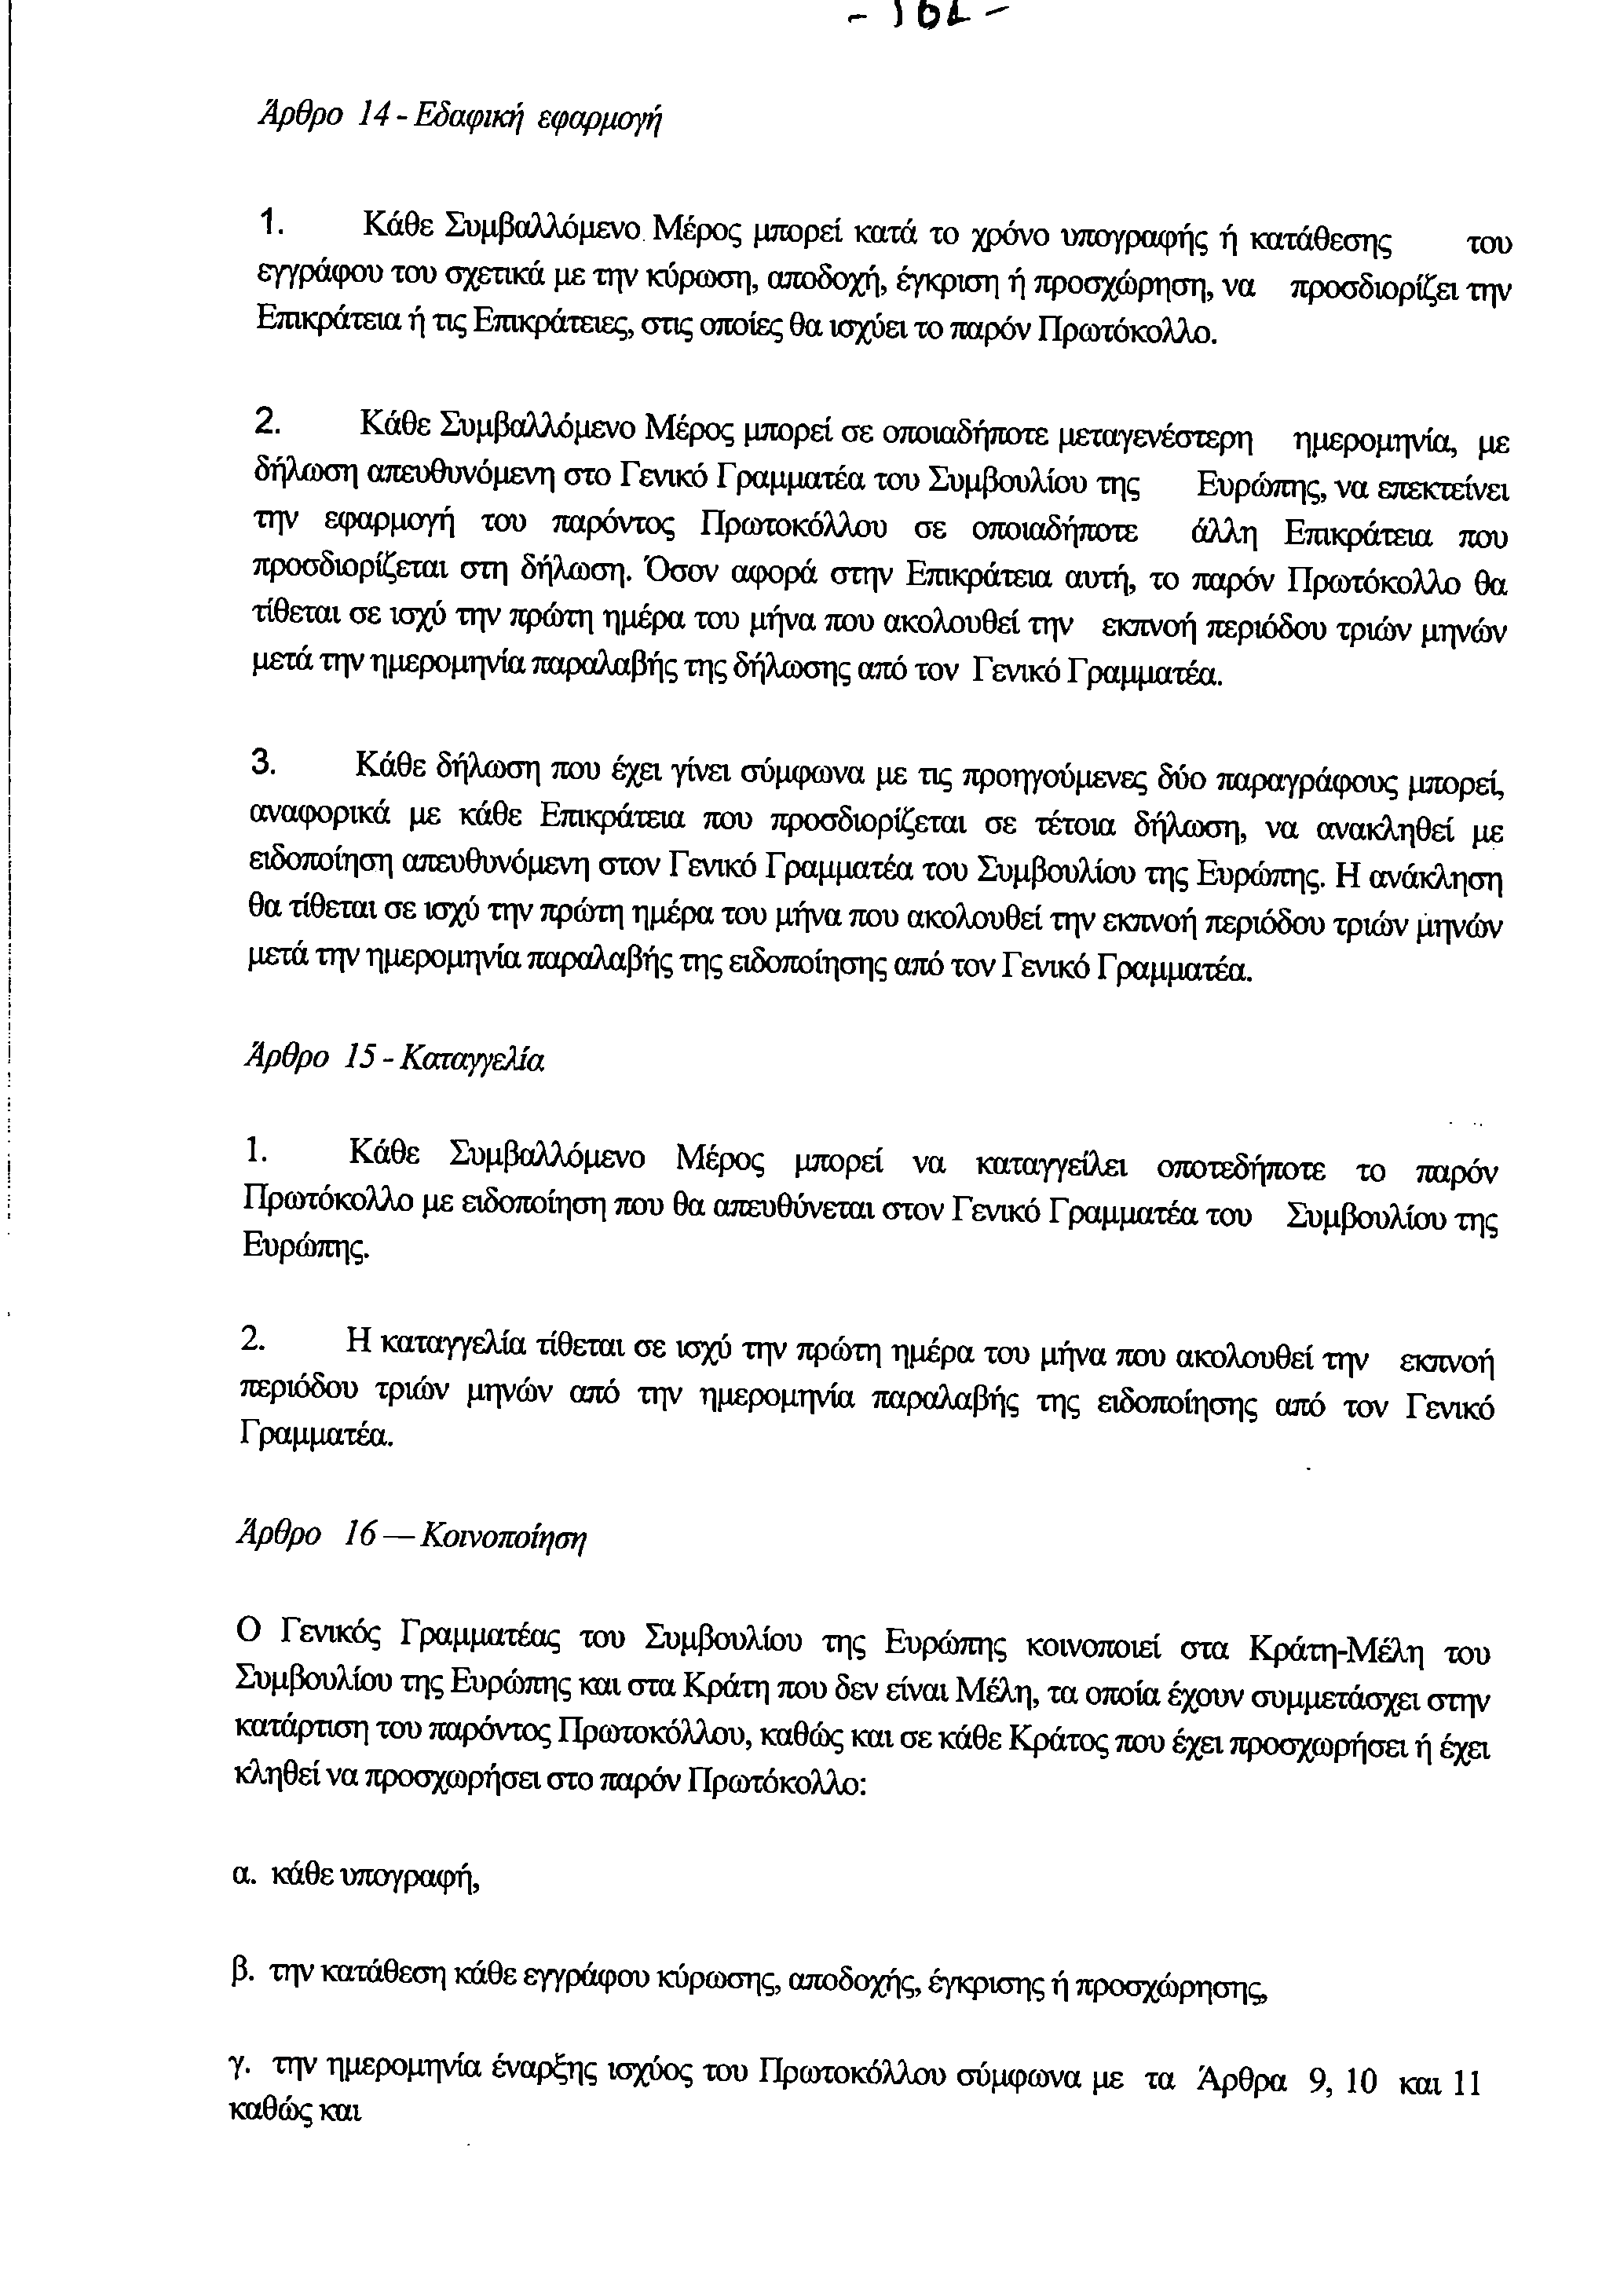 Άρθρο 14 - Εδαφική εφαρμογή
1. Κάθε Συμβαλλόμενο Μέρος μπορεί κατά το χρόνο υπογραφής ή κατάθεσης του
εγγράφου του σχετικά με την κύρωση, αποδοχή, έγκριση ή προσχώρηση, να προσδιορίζει την
Επικράτεια ή τις Επικράτειες, στις οποίες θα ισχύει το παρόν Πρωτόκολλο.
2. Κάθε Συμβαλλόμενο Μέρος μπορεί σε οποιαδήποτε μεταγενέστερη ημερομηνία, με
δήλωση απευθυνόμενη στο Γενικό Γραμματέα του Συμβουλίου της Ευρώπης, να επεκτείνει
την εφαρμογή του παρόντος Πρωτοκόλλου σε οποιαδήποτε άλλη Επικράτεια που
προσδιορίζεται στη δήλωση. Όσον αφορά στην Επικράτεια αυτή, το παρόν Πρωτόκολλο θα
τίθεται σε ισχύ την πρώτη ημέρα του μήνα που ακολουθεί την εκπνοή περιόδου τριών μηνών
μετά την ημερομηνία παραλαβής της δήλωσης από τον Γενικό Γραμματέα.
3. Κάθε δήλωση που έχει γίνει σύμφωνα με τις προηγούμενες δύο παραγράφους μπορεί,
αναφορικά με κάθε Επικράτεια που προσδιορίζεται σε τέτοια δήλωση, να ανακληθεί με
ειδοποίηση απευθυνόμενη στον Γενικό Γραμματέα του Συμβουλίου της Ευρώπης. Η ανάκληση
θα τίθεται σε ισχύ την πρώτη ημέρα του μήνα που ακολουθεί την εκπνοή περιόδου τριών μηνών
μετά την ημερομηνία παραλαβής της ειδοποίησης από τον Γενικό Γραμματέα.
Άρθρο 15 - Καταγγελία
1. Κάθε Συμβαλλόμενο Μέρος μπορεί να καταγγείλει οποτεδήποτε το παρόν
Πρωτόκολλο με ειδοποίηση που θα απευθύνεται στον Γενικό Γραμματέα του Συμβουλίου της
Ευρώπης.
2. Η καταγγελία τίθεται σε ισχύ την πρώτη ημέρα του μήνα που ακολουθεί την εκπνοή
περιόδου τριών μηνών από την ημερομηνία παραλαβής της ειδοποίησης από τον Γενικό
Γραμματέα.
Άρθρο 16 — Κοινοποίηση
Ο Γενικός Γραμματέας του Συμβουλίου της Ευρώπης κοινοποιεί στα Κράτη-Μέλη του
Συμβουλίου της Ευρώπης και στα Κράτη που δεν είναι Μέλη, τα οποία έχουν συμμετάσχει στην
κατάρτιση του παρόντος Πρωτοκόλλου, καθώς και σε κάθε Κράτος που έχει προσχωρήσει ή έχει
κληθεί να προσχωρήσει στο παρόν Πρωτόκολλο:
α. κάθε υπογραφή,
β. την κατάθεση κάθε εγγράφου κύρωσης, αποδοχής, έγκρισης ή προσχώρησης,
γ. την ημερομηνία έναρξης ισχύος του Πρωτοκόλλου σύμφωνα με τα Άρθρα 9, 10 και 11
καθώς και